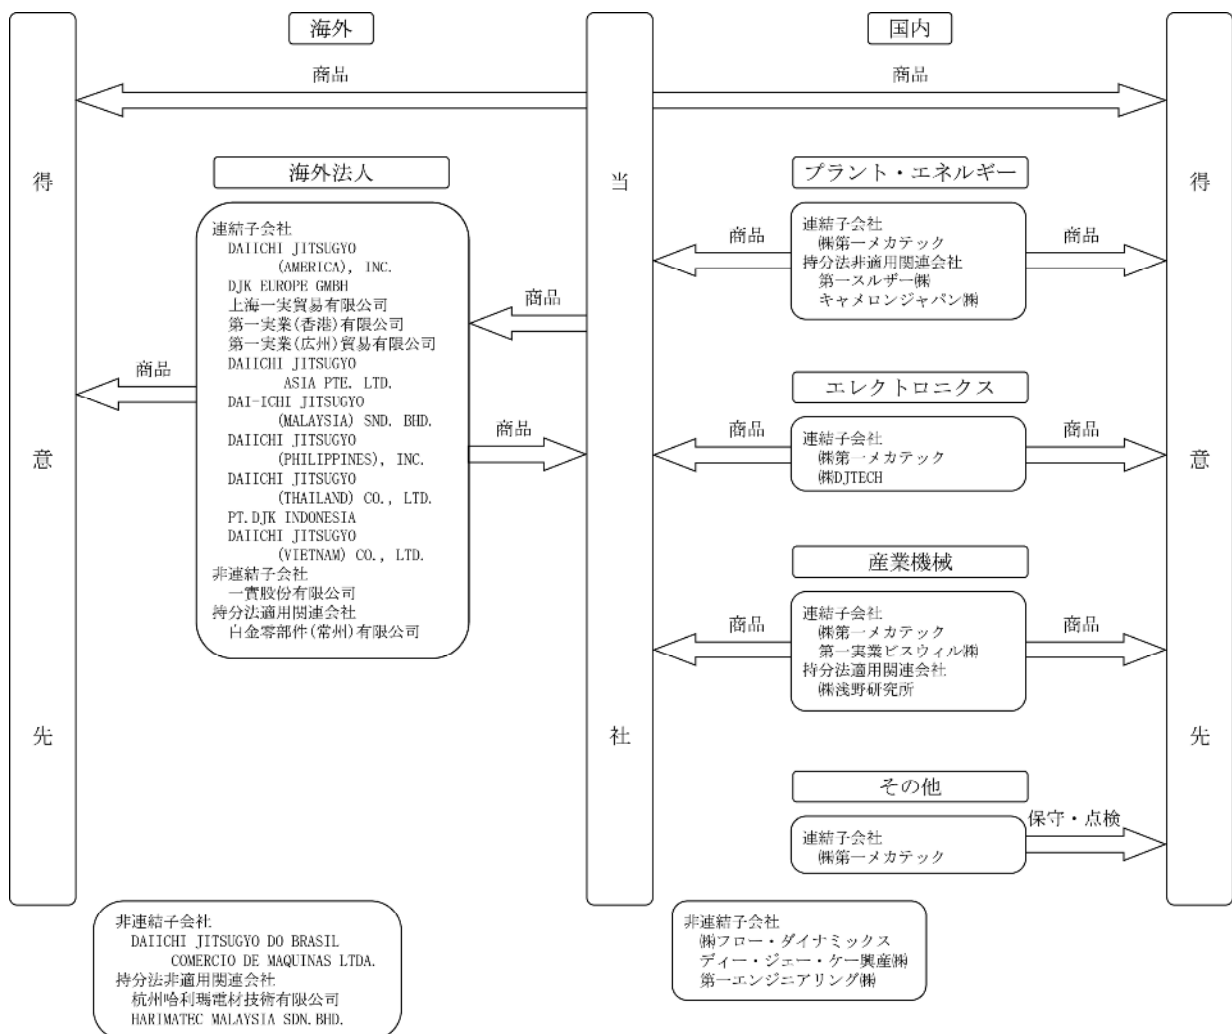 海外
国内
商品
商品
得意先
当社
得意先
海外法人
連結子会社
DAIICHI JITSUGYO
(AMERICA), INC.
DJK EUROPE GMBH
上海一実貿易有限公司
第一実業(香港)有限公司
第一実業(広州)貿易有限公司
DAIICHI JITSUGYO
ASIA PTE. LTD.
DAI-ICHI JITSUGYO
(MALAYSIA) SND. BHD.
DAIICHI JITSUGYO
(PHILIPPINES), INC.
DAIICHI JITSUGYO
(THAILAND) CO., LTD.
PT.DJK INDONESIA
DAIICHI JITSUGYO
(VIETNAM) CO., LTD.
非連結子会社
一實股份有限公司
持分法適用関連会社
白金零部件(常州)有限公司
商品
商品
商品
プラント・エネルギー
商品
連結子会社
㈱第一メカテック
持分法非適用関連会社
第一スルザー㈱
キャメロンジャパン㈱
商品
エレクトロニクス
商品
連結子会社
㈱第一メカテック
㈱DJTECH
商品
産業機械
商品
連結子会社
㈱第一メカテック
第一実業ビスウィル㈱
持分法適用関連会社
㈱浅野研究所
商品
その他
連結子会社
㈱第一メカテック
保守・点検
非連結子会社
DAIICHI JITSUGYO DO BRASIL
COMERCIO DE MAQUINAS LTDA.
持分法非適用関連会社
杭州哈利瑪電材技術有限公司
HARIMATEC MALAYSIA SDN.BHD.
非連結子会社
㈱フロー・ダイナミックス
ディー・ジェー・ケー興産㈱
第一エンジニアリング㈱